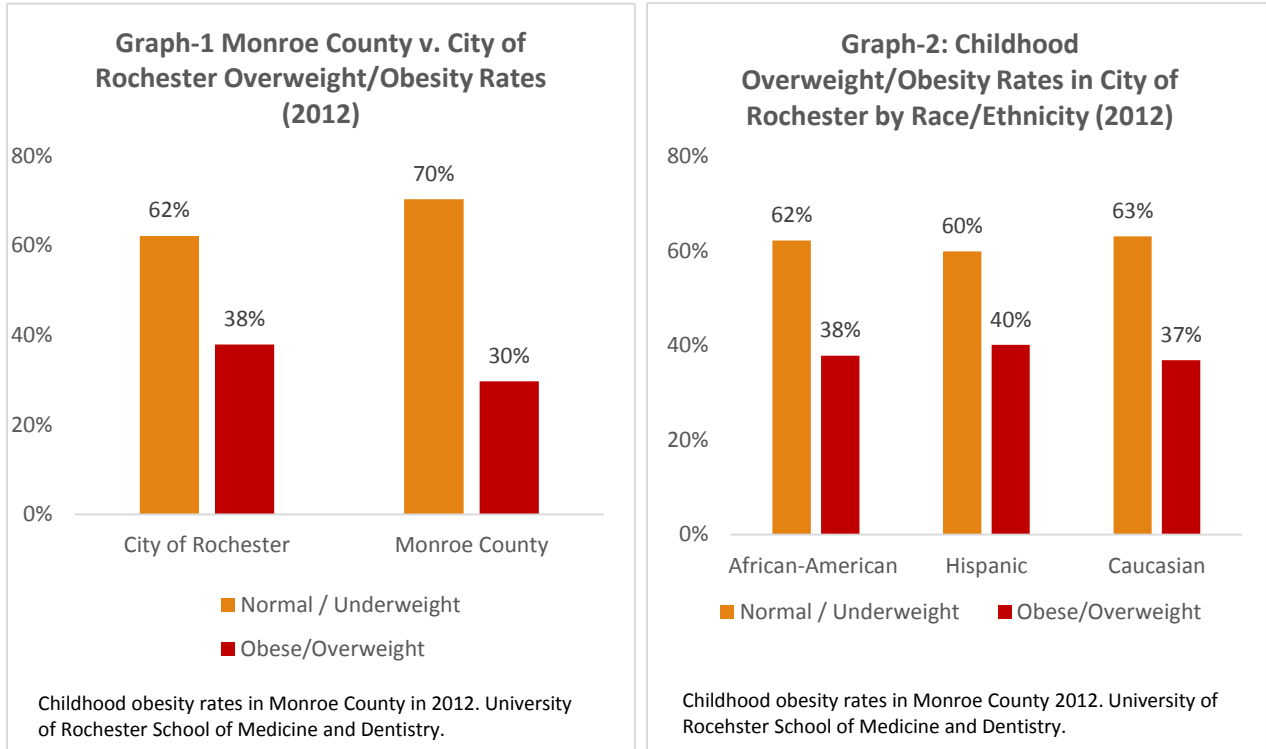 Graph-1 Monroe County v. City of
Rochester Overweight/Obesity Rates
(2012)
80%
60%
40%
20%
0%
62%
38%
70%
30%
City of Rochester
Monroe County
Normal / Underweight
Obese/Overweight
Childhood obesity rates in Monroe County in 2012. University
of Rochester School of Medicine and Dentistry.
Graph-2: Childhood
Overweight/Obesity Rates in City of
Rochester by Race/Ethnicity (2012)
80%
60%
40%
20%
0%
62%
38%
60%
40%
63%
37%
African-American
Hispanic
Caucasian
Normal / Underweight
Obese/Overweight
Childhood obesity rates in Monroe County 2012. University of
Rocehster School of Medicine and Dentistry.